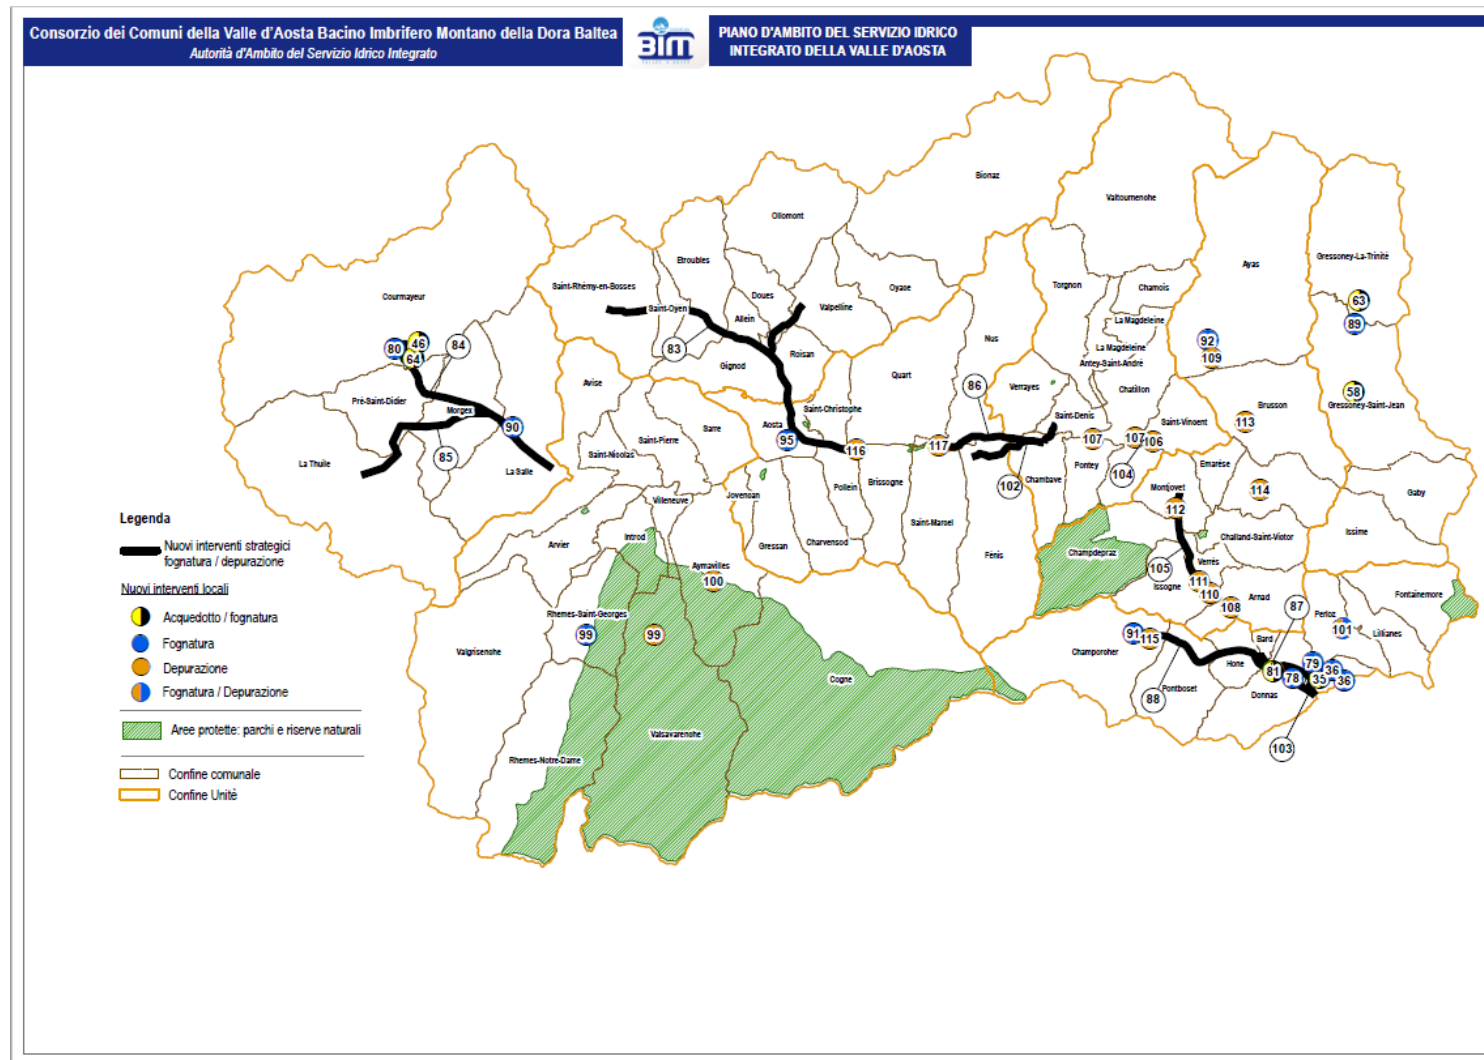 Consorzio dei Comuni della Valle d'Aosta Bacino Imbrifero Montano della Dora Baltea
Autorità d'Ambito del Servizio Idrico Integrato
BIM
PIANO D'AMBITO DEL SERVIZIO IDRICO
INTEGRATO DELLA VALLE D'AOSTA
Bionaz
Valtournenohe
Ollomont
Etroubles
Gressoney-La-Trinité
Ayas
Saint-Rhémy-en-Bosses
Oyace
Torgnon
Chamois
Courmayeur
Doues
Valpelline
63
Saint-Oyen
Allein
La Magdeleine
89
46
80
64
84
83
Roisan
Nus
La Magdeleine
92
109
Gignod
Antey-Saint-André
Avise
Quart
86
Verrayes
Chatillon
58
Pré-Saint-Didier
Morgex
Saint-Christophe
Saint-Denis
Brusson
Gressoney-Saint-Jean
90
Sarre
Aosta
95
Saint-Vincent
113
Saint-Pierre
116
117
107
107
106
85
La Thuile
La Salle
Saint-Nicolas
Pontey
104
Emarèse
102
Chambave
Montjovet
114
Gaby
Villeneuve
Jovencan
Pollein
Brissogne
112
Legenda
Nuovi interventi strategici
fognatura / depurazione
Nuovi interventi locali
Acquedotto / fognatura
Fognatura
Depurazione
Fognatura / Depurazione
Aree protette: parchi e riserve naturali
Confine comunale
Confine Unité
Saint-Marcel
Issime
Arvier
Introd
Gressan
Charvensod
Fénis
Champdepraz
Challand-Saint-Victor
Aymavilles
100
105
Verrès
Issogne
111
110
Arnad
108
87
Fontainemore
Rhemes-Saint-Georges
99
99
Perloz
101
Lillianes
Valgrisenche
91
115
Champorcher
Bard
Hone
79
36
Cogne
81
78
35
36
Pontboset
88
Donnas
Valsavarenohe
103
Rhemes-Notre-Dame